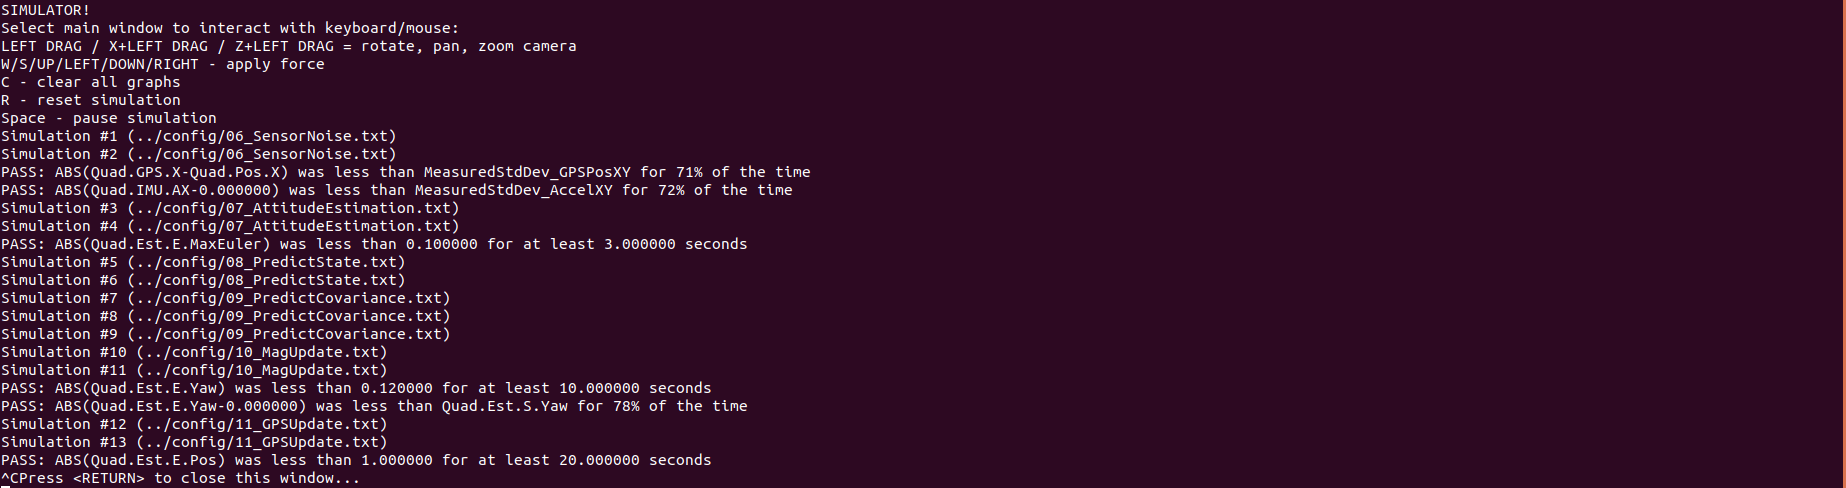 SIMULATOR!
Select main window to interact with keyboard/mouse:
LEFT DRAG / X+LEFT DRAG / Z+LEFT DRAG = rotate, pan, zoom camera
W/S/UP/LEFT/DOWN/RIGHT - apply force
C - clear all graphs
R - reset simulation
Space - pause simulation
Simulation #1 (../config/06_SensorNoise.txt)
Simulation #2 (../config/06_SensorNoise.txt)
PASS: ABS(Quad.GPS.X-Quad.Pos.X) was less than MeasuredStdDev_GPSPosXY for 71% of the time
PASS: ABS(Quad.IMU.AX-0.000000) was less than MeasuredStdDev_AccelXY for 72% of the time
Simulation #3 (../config/07_AttitudeEstimation.txt)
Simulation #4 (../config/07_AttitudeEstimation.txt)
PASS: ABS(Quad.Est.E.MaxEuler) was less than 0.100000 for at least 3.000000 seconds
Simulation #5 (../config/08_PredictState.txt)
Simulation #6 (../config/08_PredictState.txt)
Simulation #7 (../config/09_PredictCovariance.txt)
Simulation #8 (../config/09_PredictCovariance.txt)
Simulation #9 (../config/09_PredictCovariance.txt)
Simulation #10 (../config/10_MagUpdate.txt)
Simulation #11 (../config/10_MagUpdate.txt)
PASS: ABS(Quad.Est.E.Yaw) was less than 0.120000 for at least 10.000000 seconds
PASS: ABS(Quad.Est.E.Yaw-0.000000) was less than Quad.Est.S.Yaw for 78% of the time
Simulation #12 (../config/11_GPSUpdate.txt)
Simulation #13 (../config/11_GPSUpdate.txt)
PASS: ABS(Quad.Est.E.Pos) was less than 1.000000 for at least 20.000000 seconds
^CPress <RETURN> to close this window...